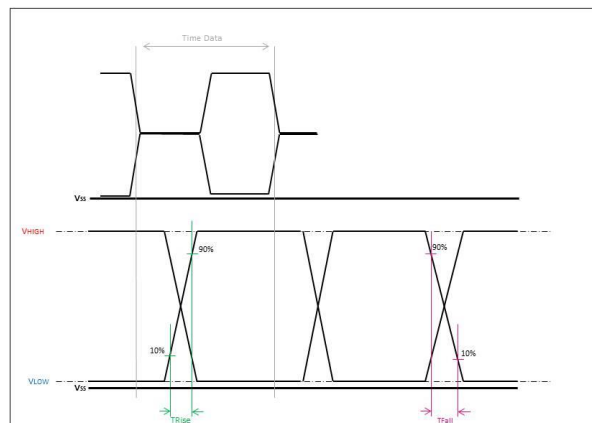 Time Data
Vss
VHIGH
90%
90%
10%
10%
VLOW
Vss
TRise
TFall